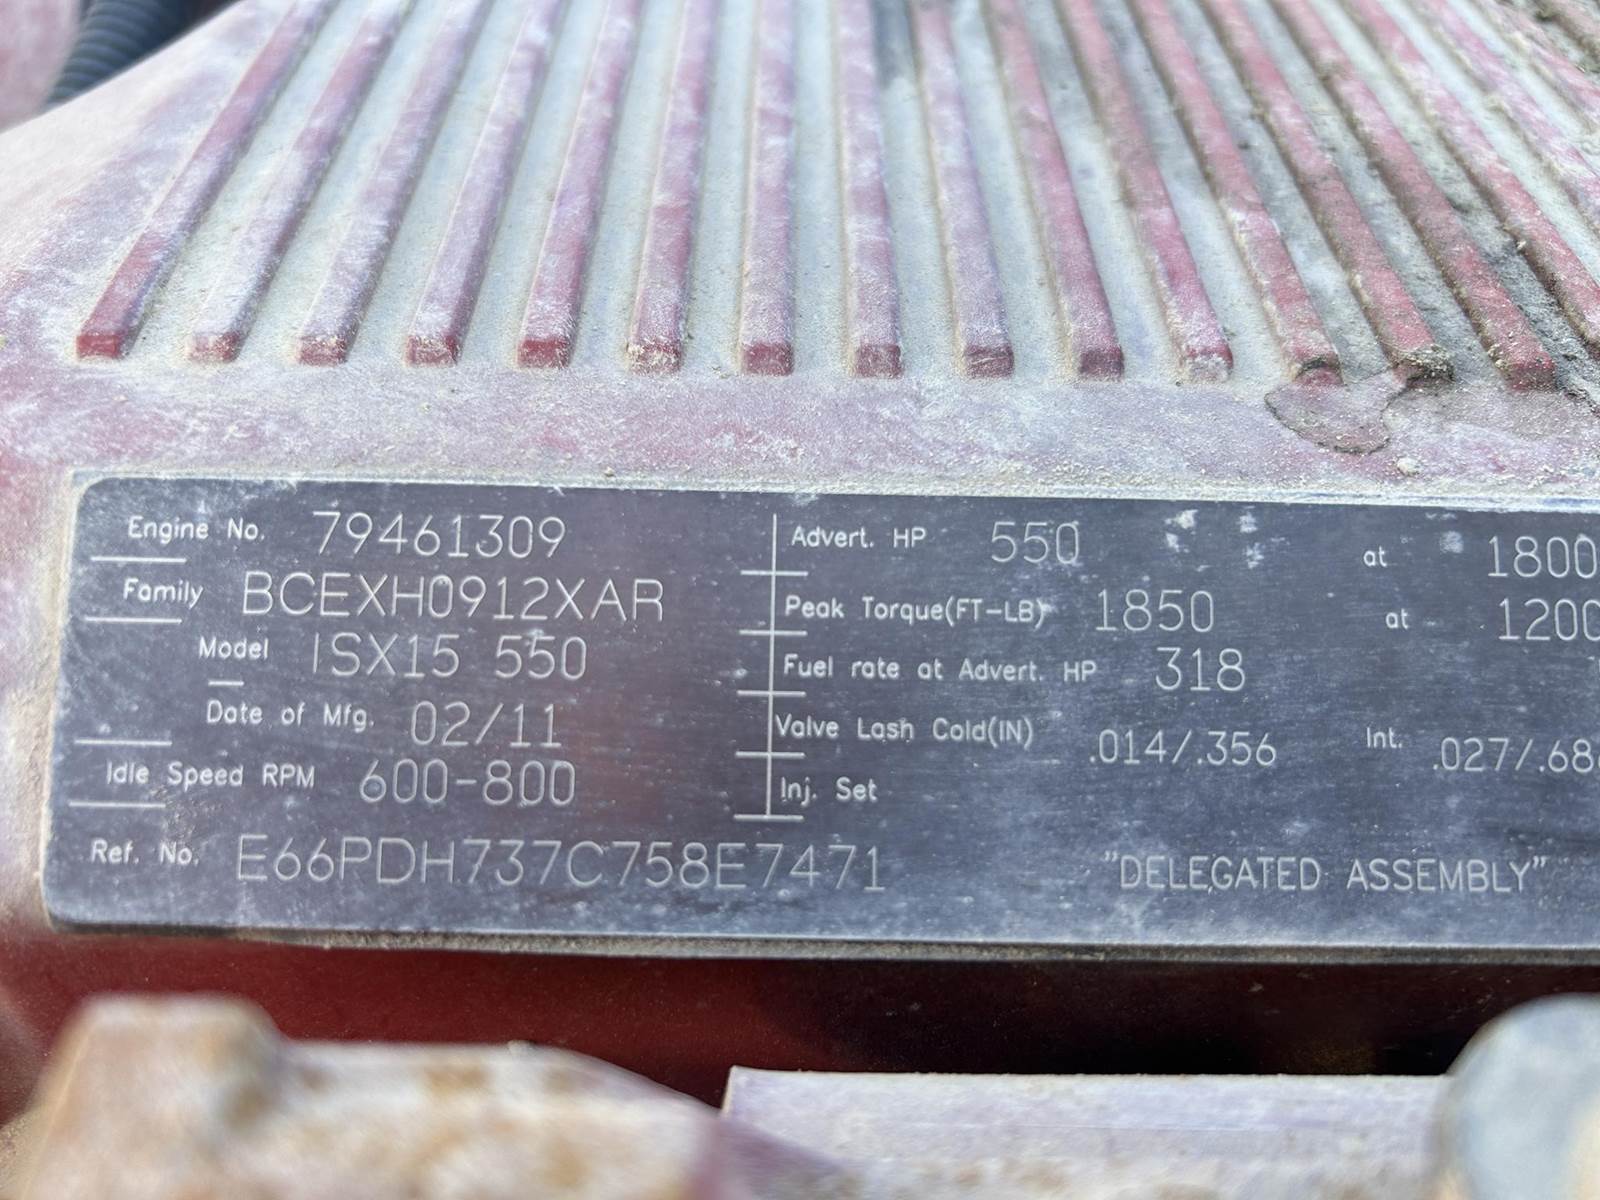 Engine No. 79461309
Family BCEXH0912XAR
Model ISX15 550
Date of Mfg. 02/11
Idle Speed RPM 600-800
Ref. No. E66PDH737C758E7471
Advert. HP 550 at 1800
Peak Torque(FT-LB) 1850 at 1200
Fuel rate at Advert. HP 318
Valve Lash Cold(IN) .014/.356 Int. .027/.68
Inj. Set
"DELEGATED ASSEMBLY"